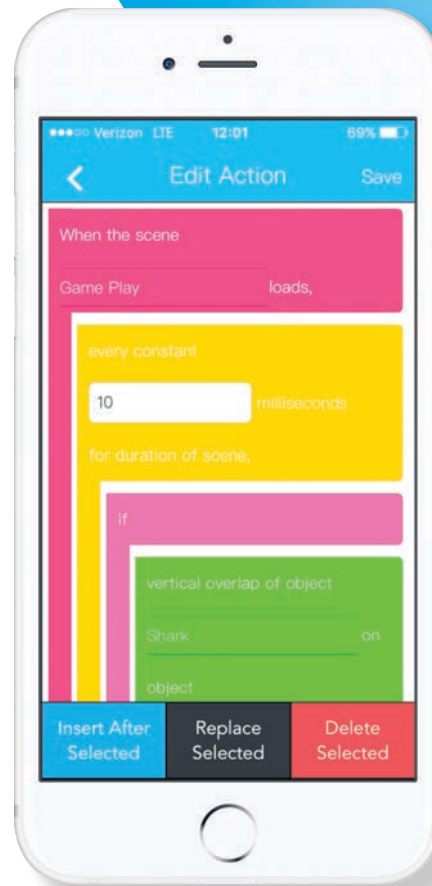 Verizon LTE 12:01 69%
Edit Action Save
When the scene
Game Play loads,
every constant
10 milliseconds
for duration of scene,
if
vertical overlap of object
Shark on
object
Insert After Replace Delete
Selected Selected Selected